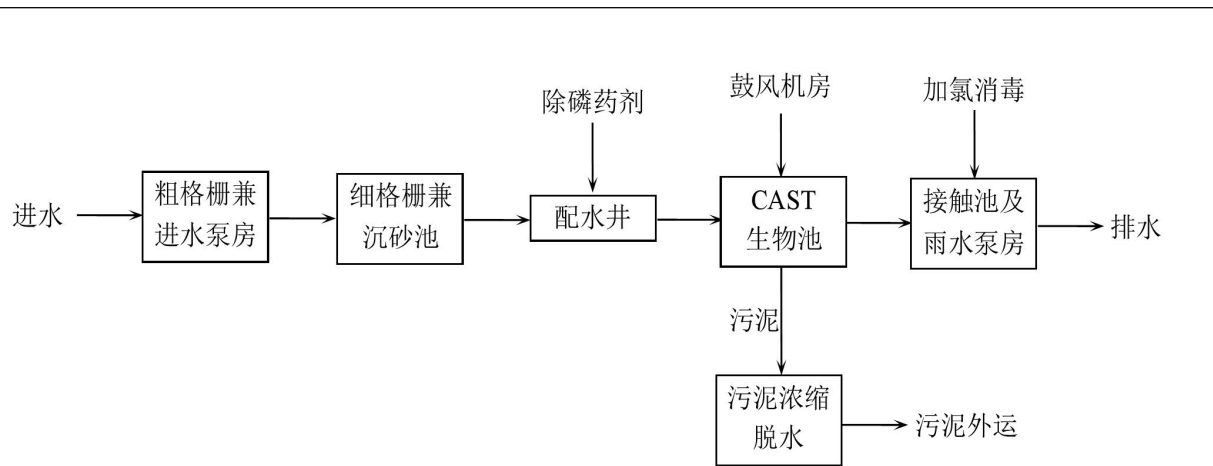 进水
粗格栅兼
进水泵房
细格栅兼
沉砂池
除磷药剂
配水井
鼓风机房
CAST
生物池
加氯消毒
接触池及
雨水泵房
排水
污泥
污泥浓缩
脱水
污泥外运